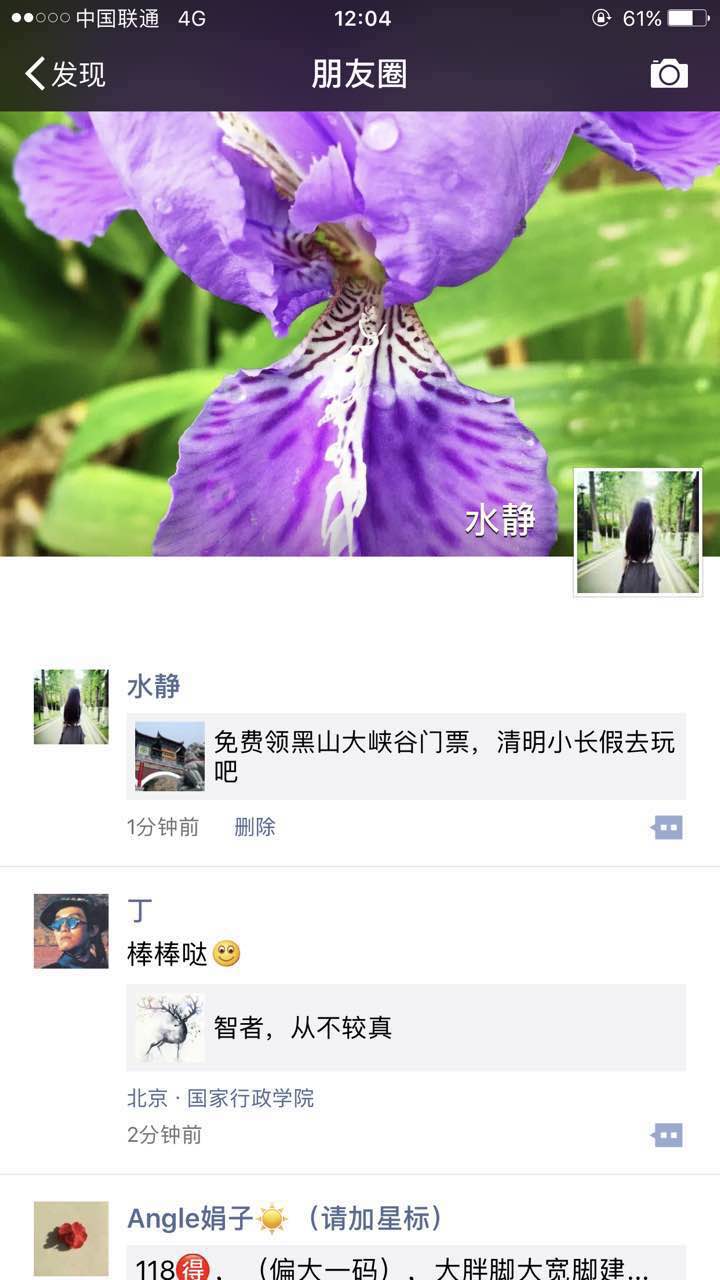 中国联通 4G 12:04 61%
发现 朋友圈
水静
水静
免费领黑山大峡谷门票，清明小长假去玩
吧
1分钟前 删除
丁
棒棒哒
智者，从不较真
北京·国家行政学院
2分钟前
Angle娟子☀️（请加星标）
118🉐，（偏大一码），大胖脚大宽脚建...